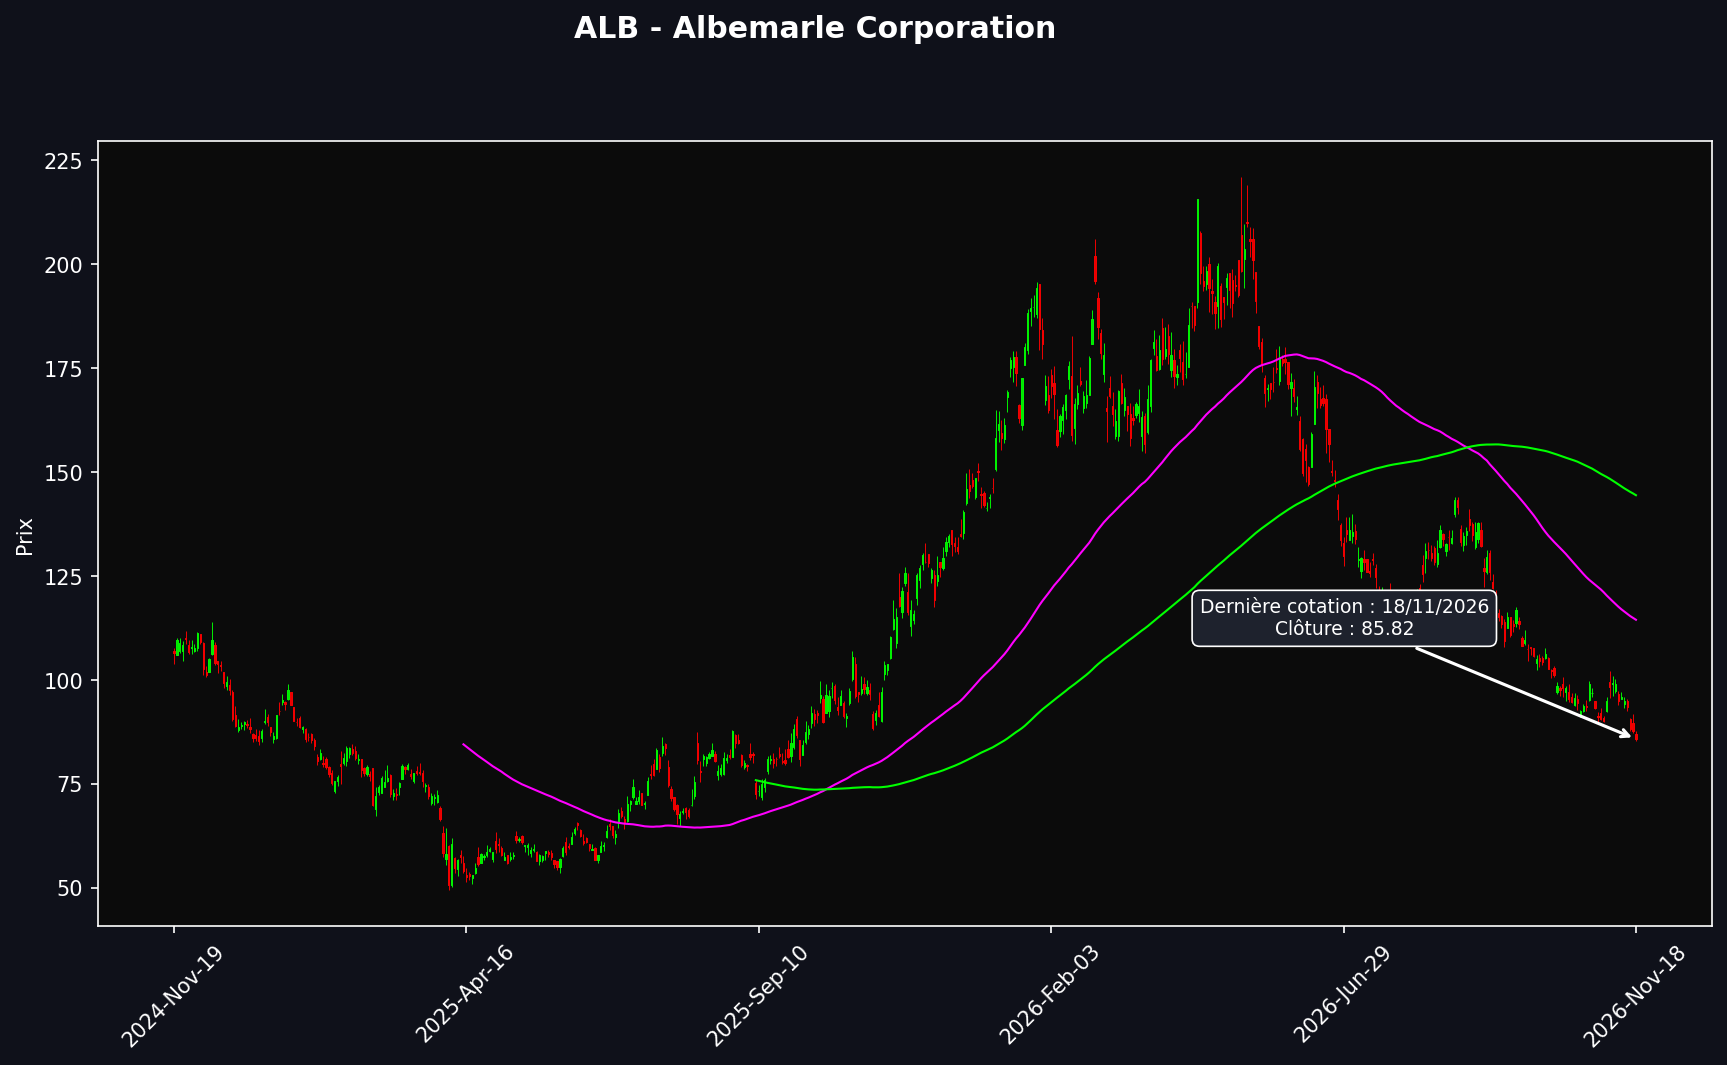 ALB - Albemarle Corporation
Prix
225
200
175
150
125
100
75
50
Dernière cotation : 18/11/2026
Clôture : 85.82
2024-Nov-19
2025-Apr-16
2025-Sep-10
2026-Feb-03
2026-Jun-29
2026-Nov-18